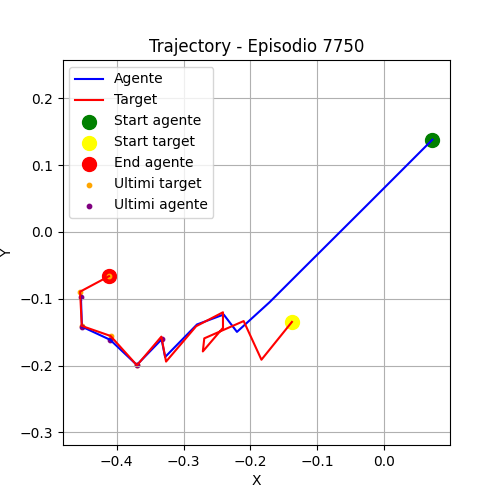 Trajectory - Episodio 7750
Agente
Target
Start agente
Start target
End agente
Ultimi target
Ultimi agente
Y
0.2
0.1
0.0
−0.1
−0.2
−0.3
−0.4
−0.3
−0.2
−0.1
0.0
X